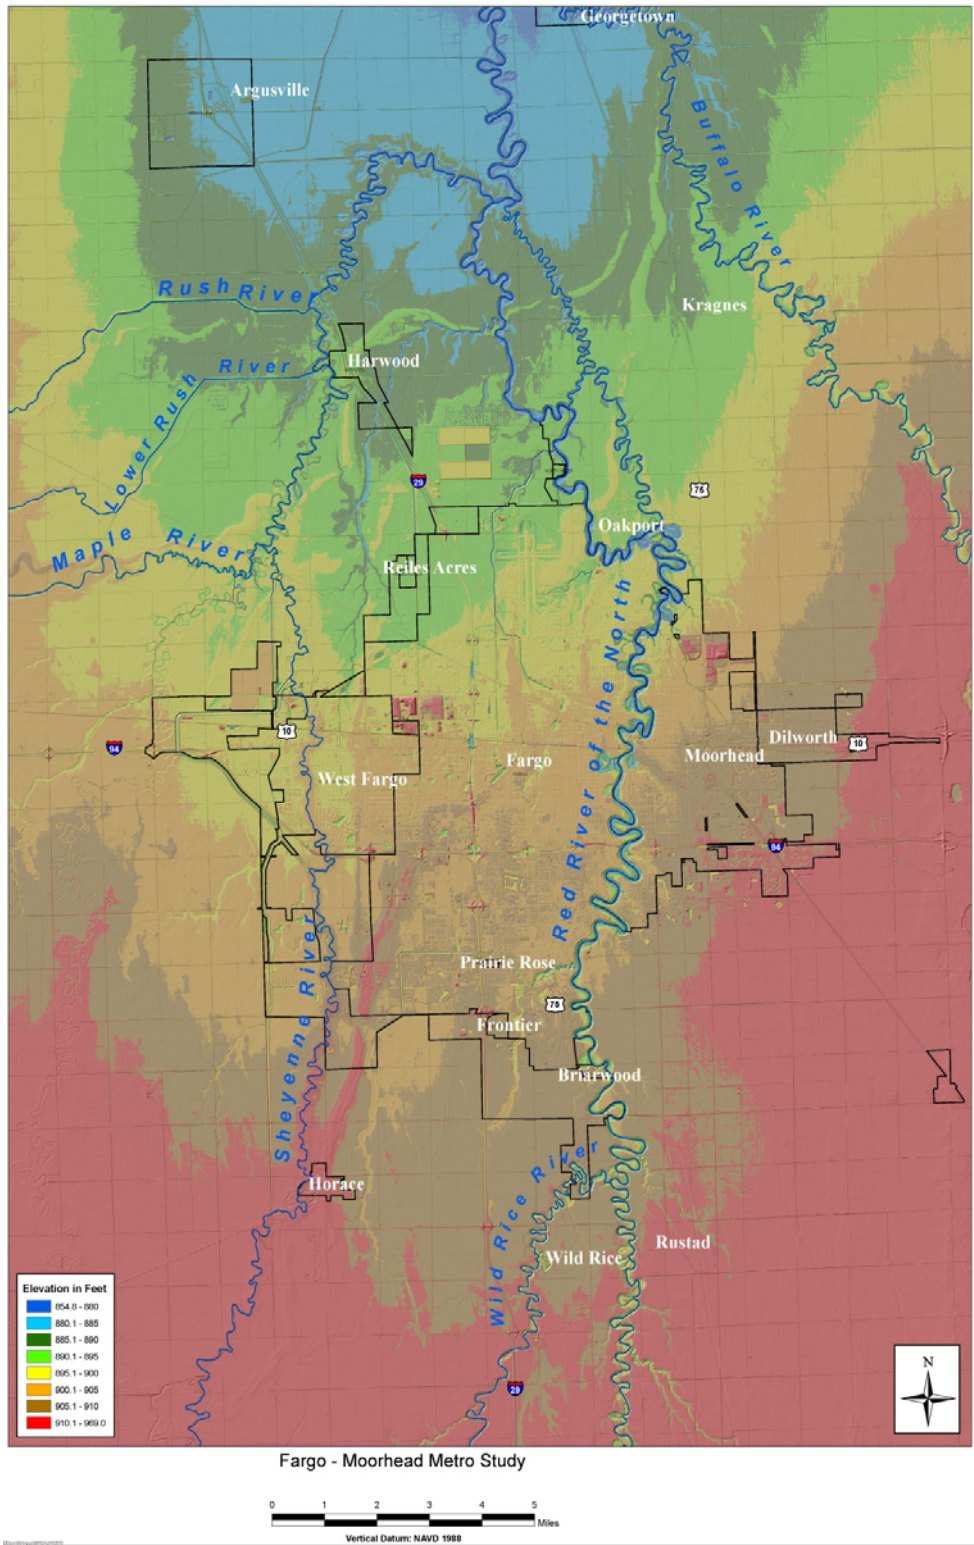 Georgetown
Argusville
Buffalo River
Rush River
Kragnes
Harwood
Lower Rush River
29
75
Maple River
Oakport
Reiles Acres
Red River of the North
10
94
Dilworth
10
Moorhead
Fargo
West Fargo
94
Sheyenne River
Prairie Rose
75
Frontier
Briarwood
Horace
Wild Rice River
Rustad
Wild Rice
29
Elevation in Feet
854.8 - 880
880.1 - 885
885.1 - 890
890.1 - 895
895.1 - 900
900.1 - 905
905.1 - 910
910.1 - 969.0
N
Fargo - Moorhead Metro Study
0 1 2 3 4 5
Miles
Vertical Datum: NAVD 1988